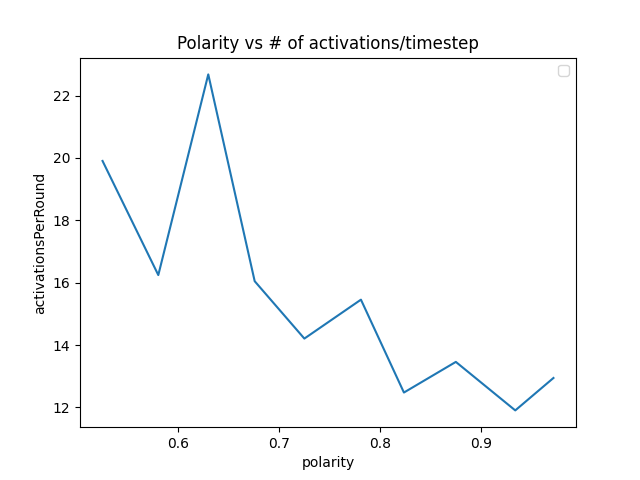 Polarity vs # of activations/timestep
22
20
18
16
14
12
activationsPerRound
0.6 0.7 0.8 0.9
polarity